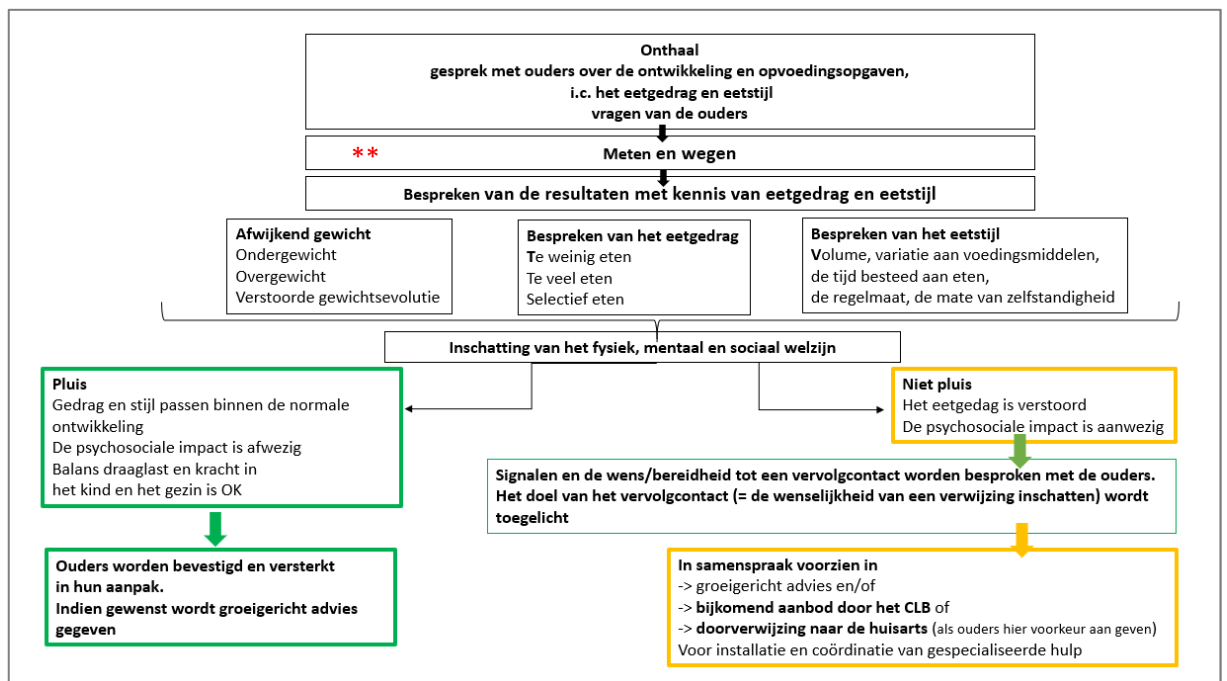 Onthaal
gesprek met ouders over de ontwikkeling en opvoedingsopgaven,
i.c. het eetgedrag en eetstijl
vragen van de ouders
** Meten en wegen
Bespreken van de resultaten met kennis van eetgedrag en eetstijl
Afwijkend gewicht
Ondergewicht
Overgewicht
Verstoorde gewichtsevolutie
Bespreken van het eetgedrag
Te weinig eten
Te veel eten
Selectief eten
Bespreken van het eetstijl
Volume, variatie aan voedingsmiddelen,
de tijd besteed aan eten,
de regelmaat, de mate van zelfstandigheid
Inschatting van het fysiek, mentaal en sociaal welzijn
Pluis
Gedrag en stijl passen binnen de normale
ontwikkeling
De psychosociale impact is afwezig
Balans draaglast en kracht in
het kind en het gezin is OK
Niet pluis
Het eetgedag is verstoord
De psychosociale impact is aanwezig
Signalen en de wens/bereidheid tot een vervolgcontact worden besproken met de ouders.
Het doel van het vervolgcontact (= de wenselijkheid van een verwijzing inschatten) wordt
toegelicht
Ouders worden bevestigd en versterkt
in hun aanpak.
Indien gewenst wordt groeigericht advies
gegeven
In samenspraak voorzien in
-> groeigericht advies en/of
-> bijkomend aanbod door het CLB of
-> doorverwijzing naar de huisarts (als ouders hier voorkeur aan geven)
Voor installatie en coördinatie van gespecialiseerde hulp